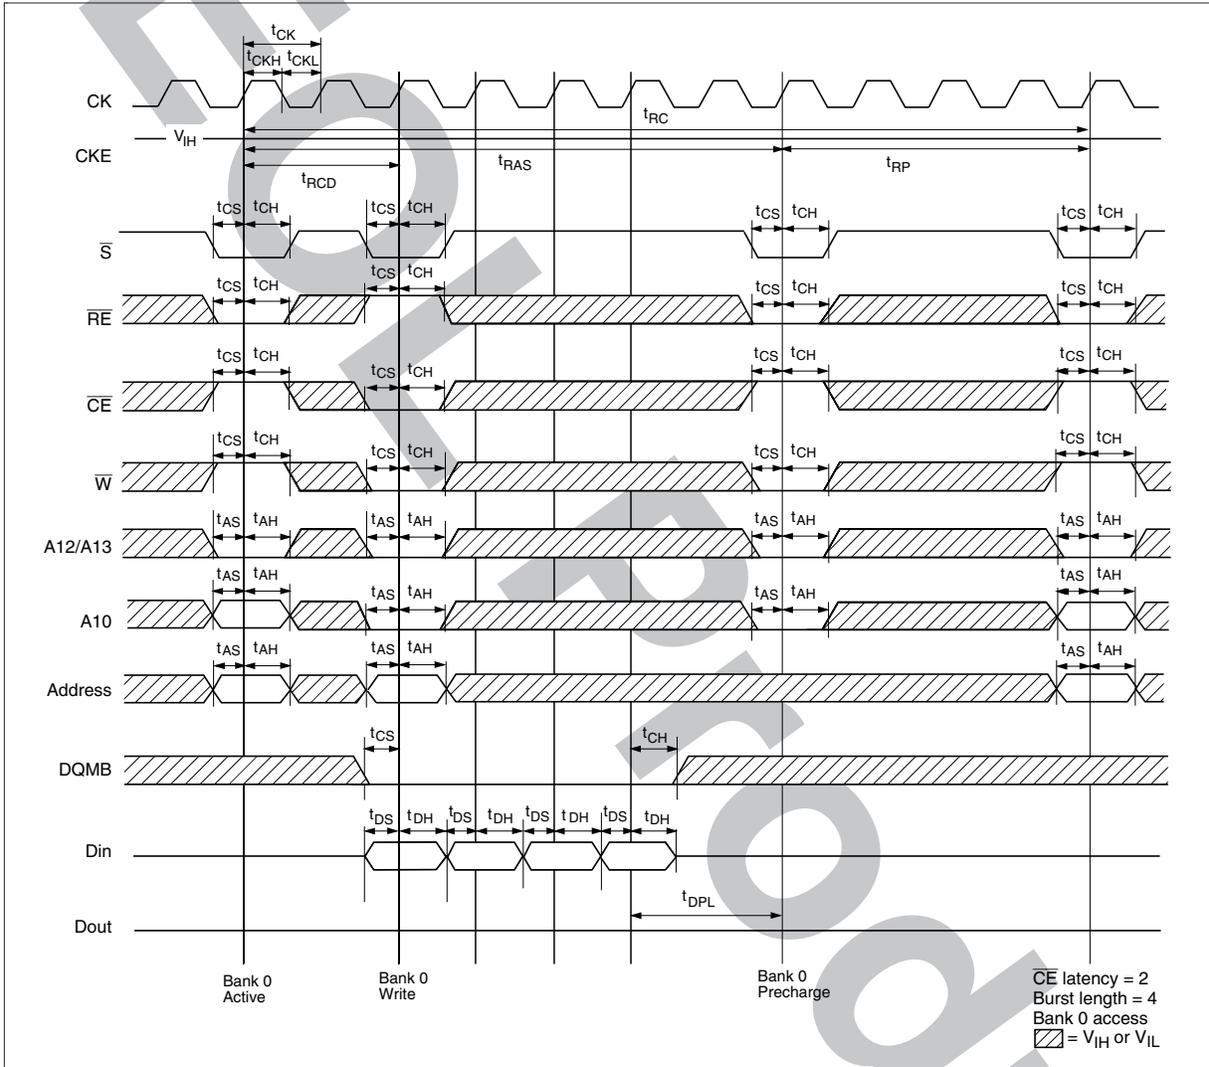 tCK
tCKH tCKL
CK
tRC
VIH
CKE
tRAS tRP
tRCD
tCS tCH tCS tCH tCS tCH tCS tCH
S
tCS tCH tCS tCH tCS tCH tCS tCH
RE
tCS tCH tCS tCH tCS tCH tCS tCH
CE
tCS tCH tCS tCH tCS tCH tCS tCH
W
tAS tAH tAS tAH tAS tAH tAS tAH
A12/A13
tAS tAH tAS tAH tAS tAH tAS tAH
A10
tAS tAH tAS tAH tAS tAH
Address
tCS tCH
DQMB
tDS tDH tDS tDH tDS tDH tDS tDH
Din
tDPL
Dout
Bank 0
Active
Bank 0
Write
Bank 0
Precharge
CE latency = 2
Burst length = 4
Bank 0 access
= VIH or VIL
EOL Prod